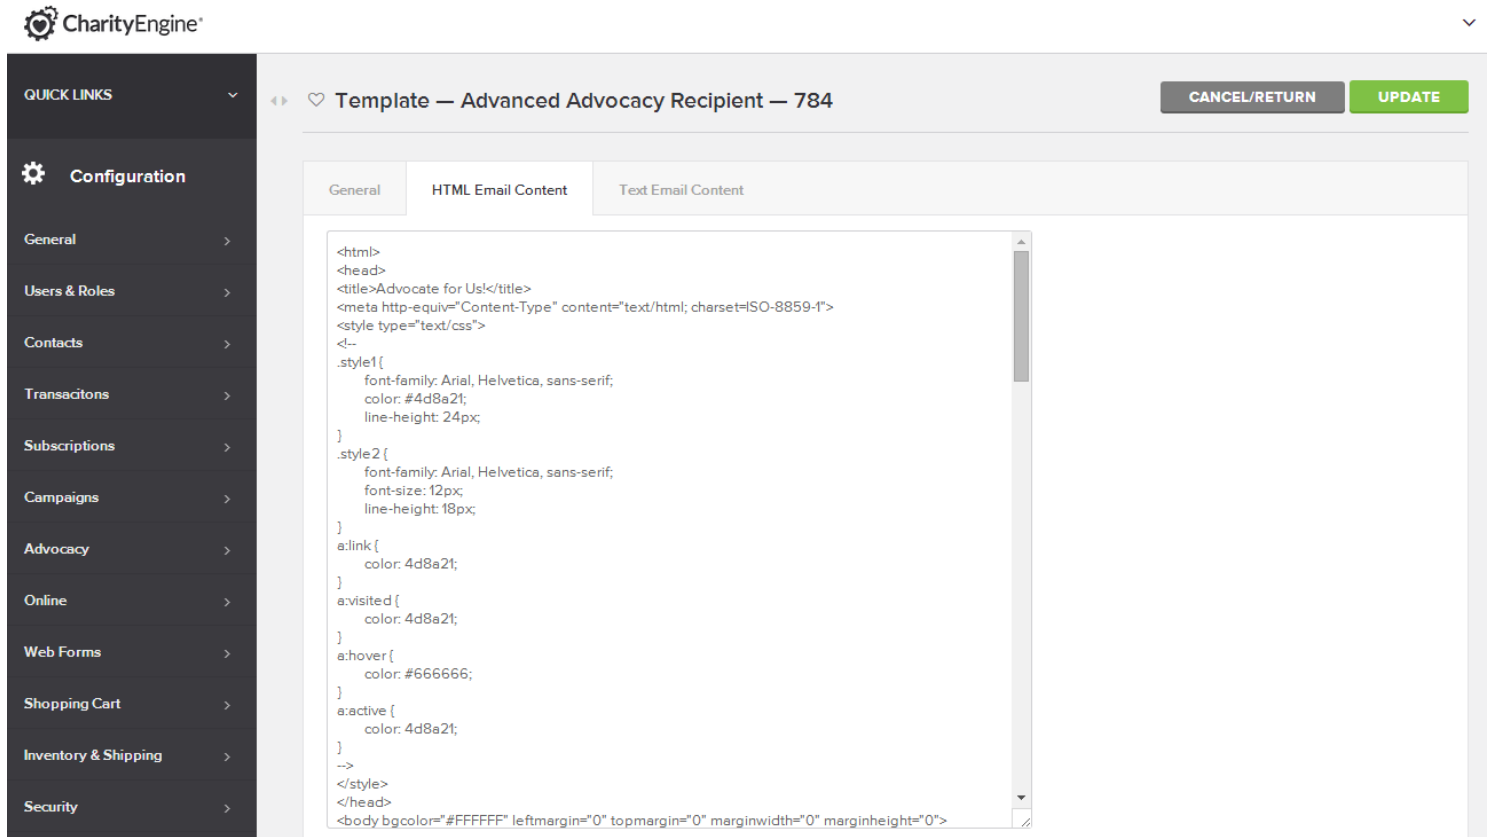 CharityEngine®
QUICK LINKS
Template — Advanced Advocacy Recipient — 784
CANCEL/RETURN
UPDATE
Configuration
General
HTML Email Content
Text Email Content
General
Users & Roles
Contacts
Transacitons
Subscriptions
Campaigns
Advocacy
Online
Web Forms
Shopping Cart
Inventory & Shipping
Security
<html>
<head>
<title>Advocate for Us!</title>
<meta http-equiv="Content-Type" content="text/html; charset=ISO-8859-1">
<style type="text/css">
<!--
.style1 {
font-family: Arial, Helvetica, sans-serif;
color: #4d8a21;
line-height: 24px;
}
.style2 {
font-family: Arial, Helvetica, sans-serif;
font-size: 12px;
line-height: 18px;
}
a:link {
color: 4d8a21;
}
a:visited {
color: 4d8a21;
}
a:hover {
color: #666666;
}
a:active {
color: 4d8a21;
}
-->
</style>
</head>
<body bgcolor="#FFFFFF" leftmargin="0" topmargin="0" marginwidth="0" marginheight="0">